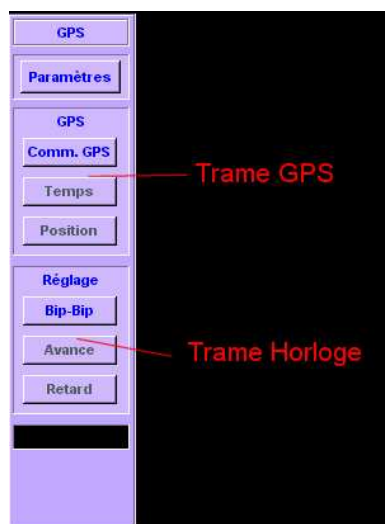 GPS
Paramètres
GPS
Comm. GPS
Trame GPS
Temps
Position
Réglage
Bip-Bip
Avance
Trame Horloge
Retard